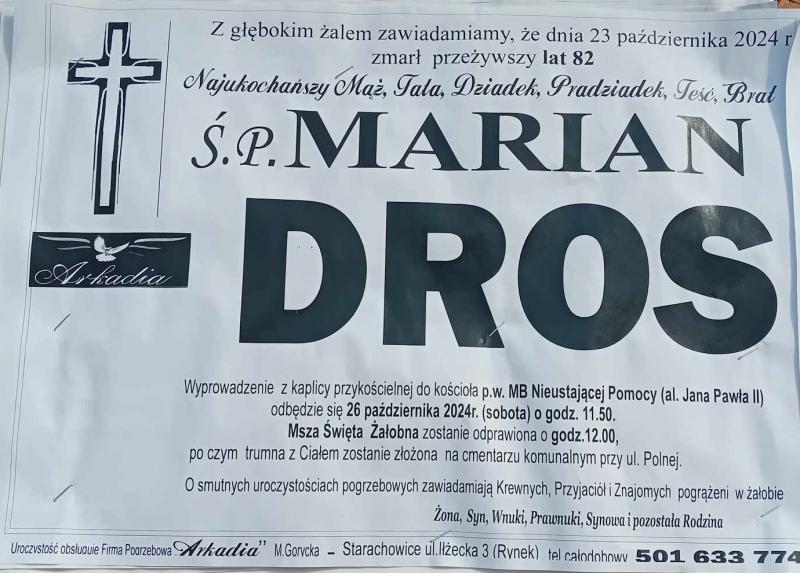 Z głębokim żalem zawiadamiamy, że dnia 23 października 2024 r
zmarł przeżywszy lat 82
Najukochańszy Mąż, Tata, Dziadek, Pradziadek, Teść, Brat
Ś.P. MARIAN
DROS
Arkadia
Wyprowadzenie z kaplicy przykościelnej do kościoła p.w. MB Nieustającej Pomocy (al. Jana Pawła II)
odbędzie się 26 października 2024r. (sobota) o godz. 11.50.
Msza Święta Żałobna zostanie odprawiona o godz.12.00,
po czym trumna z Ciałem zostanie złożona na cmentarzu komunalnym przy ul. Polnej.
O smutnych uroczystościach pogrzebowych zawiadamiają Krewnych, Przyjaciół i Znajomych pogrążeni w żałobie
Żona, Syn, Wnuki, Prawnuki, Synowa i pozostała Rodzina
Uroczystość obsługuje Firma Pogrzebowa "Arkadia" M.Gorycka - Starachowice ul.Iłżecka 3 (Rynek) tel całodobowy 501 633 774